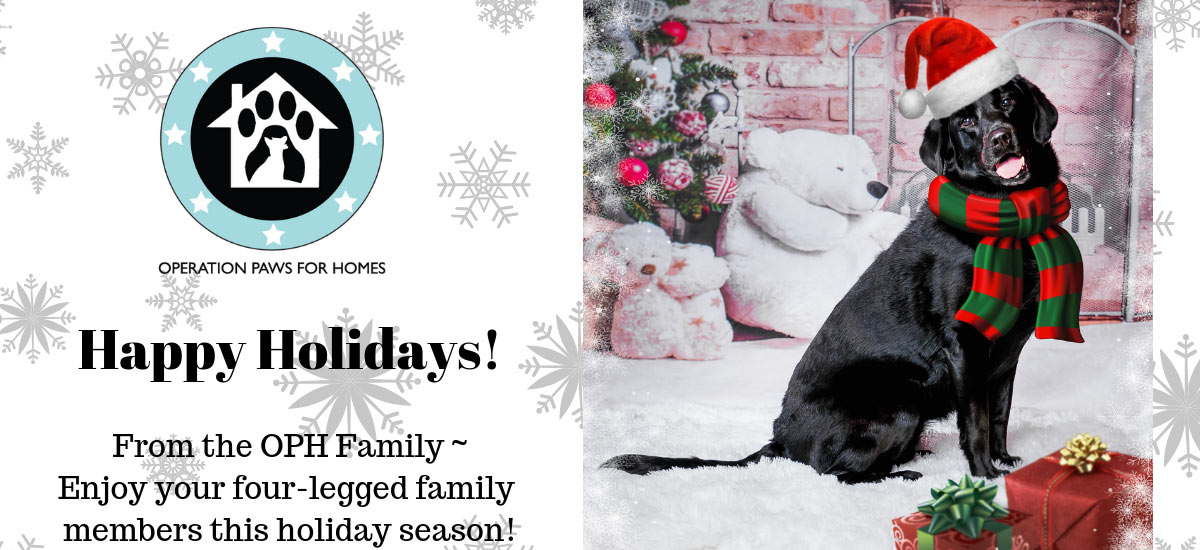 OPERATION PAWS FOR HOMES
Happy Holidays!
From the OPH Family ~
Enjoy your four-legged family
members this holiday season!